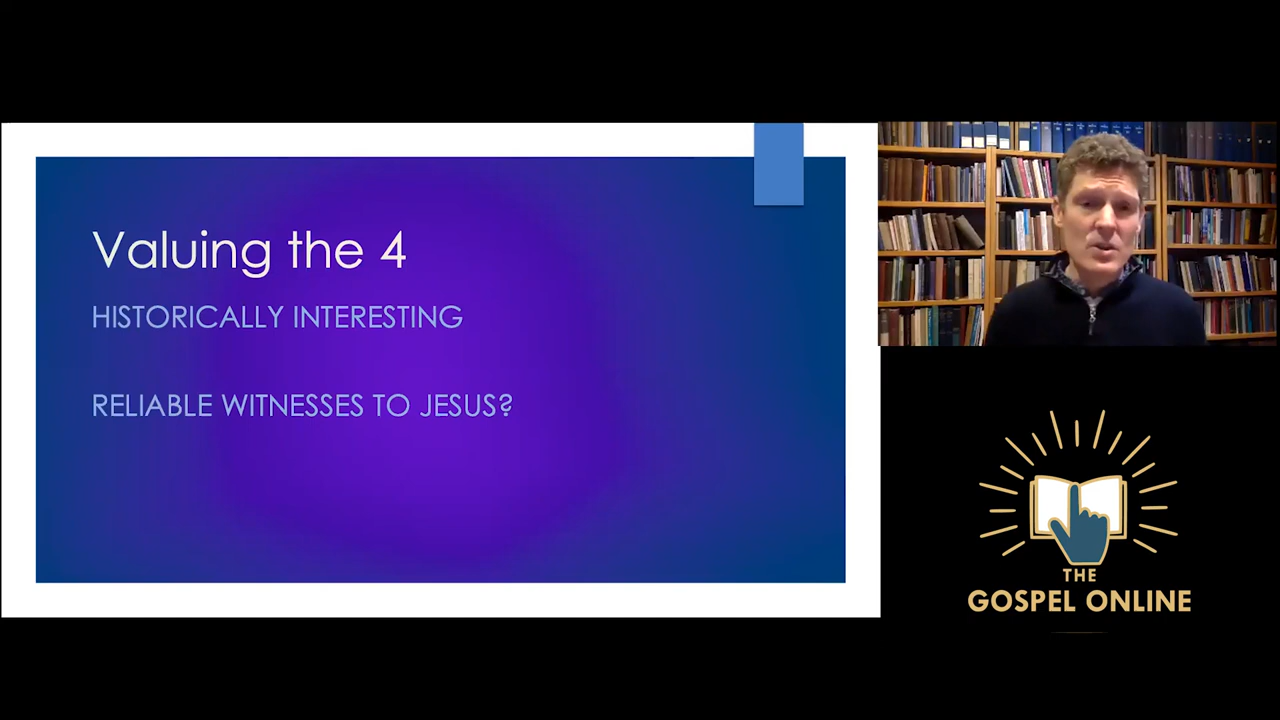 Valuing the 4
HISTORICALLY INTERESTING
RELIABLE WITNESSES TO JESUS?
THE
GOSPEL ONLINE